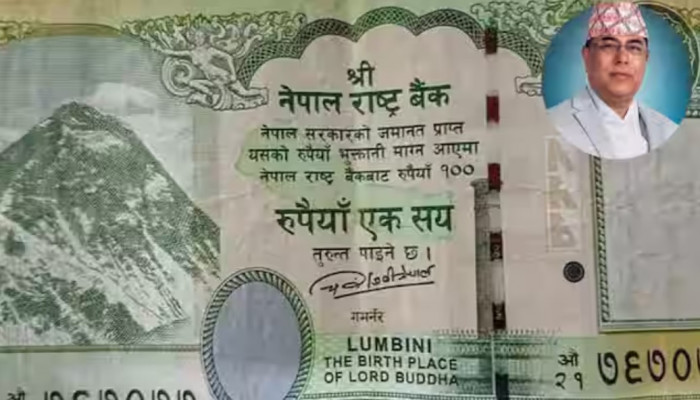 श्री
नेपाल राष्ट्र बैंक
नेपाल सरकारको जमानत प्राप्त
यसको रुपैयाँ भुक्तानी माग्न आएमा
नेपाल राष्ट्र बैंकबाट रुपैयाँ १००
रुपैयाँ एक सय
तुरुन्त पाइने छ ।
गभर्नर
LUMBINI
THE BIRTH PLACE
OF LORD BUDDHA
औ
२१ ७६७०